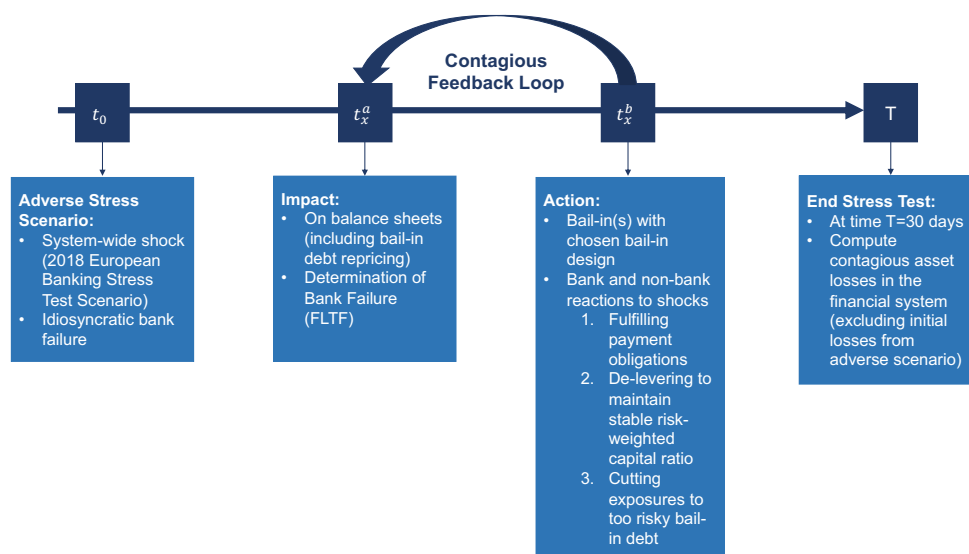 Contagious
Feedback Loop
t_0
t_x^a
t_x^b
T
Adverse Stress
Scenario:
• System-wide shock
(2018 European
Banking Stress
Test Scenario)
• Idiosyncratic bank
failure
Impact:
• On balance sheets
(including bail-in
debt repricing)
• Determination of
Bank Failure
(FLTF)
Action:
• Bail-in(s) with
chosen bail-in
design
• Bank and non-bank
reactions to shocks
1. Fulfilling
payment
obligations
2. De-levering to
maintain
stable risk-
weighted
capital ratio
3. Cutting
exposures to
too risky bail-
in debt
End Stress Test:
• At time T=30 days
• Compute
contagious asset
losses in the
financial system
(excluding initial
losses from
adverse scenario)